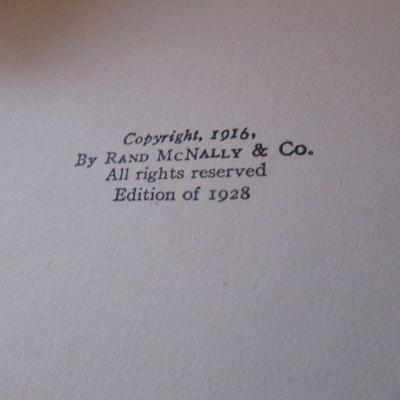 Copyright, 1916,
By Rand McNally & Co.
All rights reserved
Edition of 1928